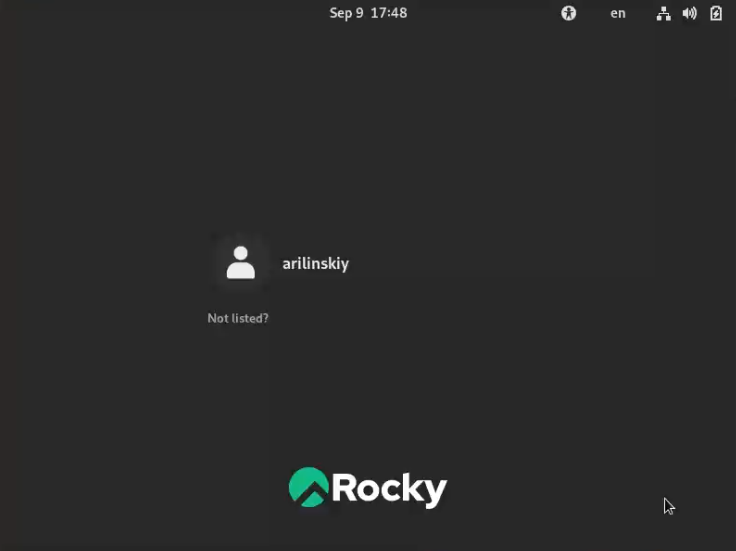 Sep 9 17:48
en
arilinskiy
Not listed?
Rocky